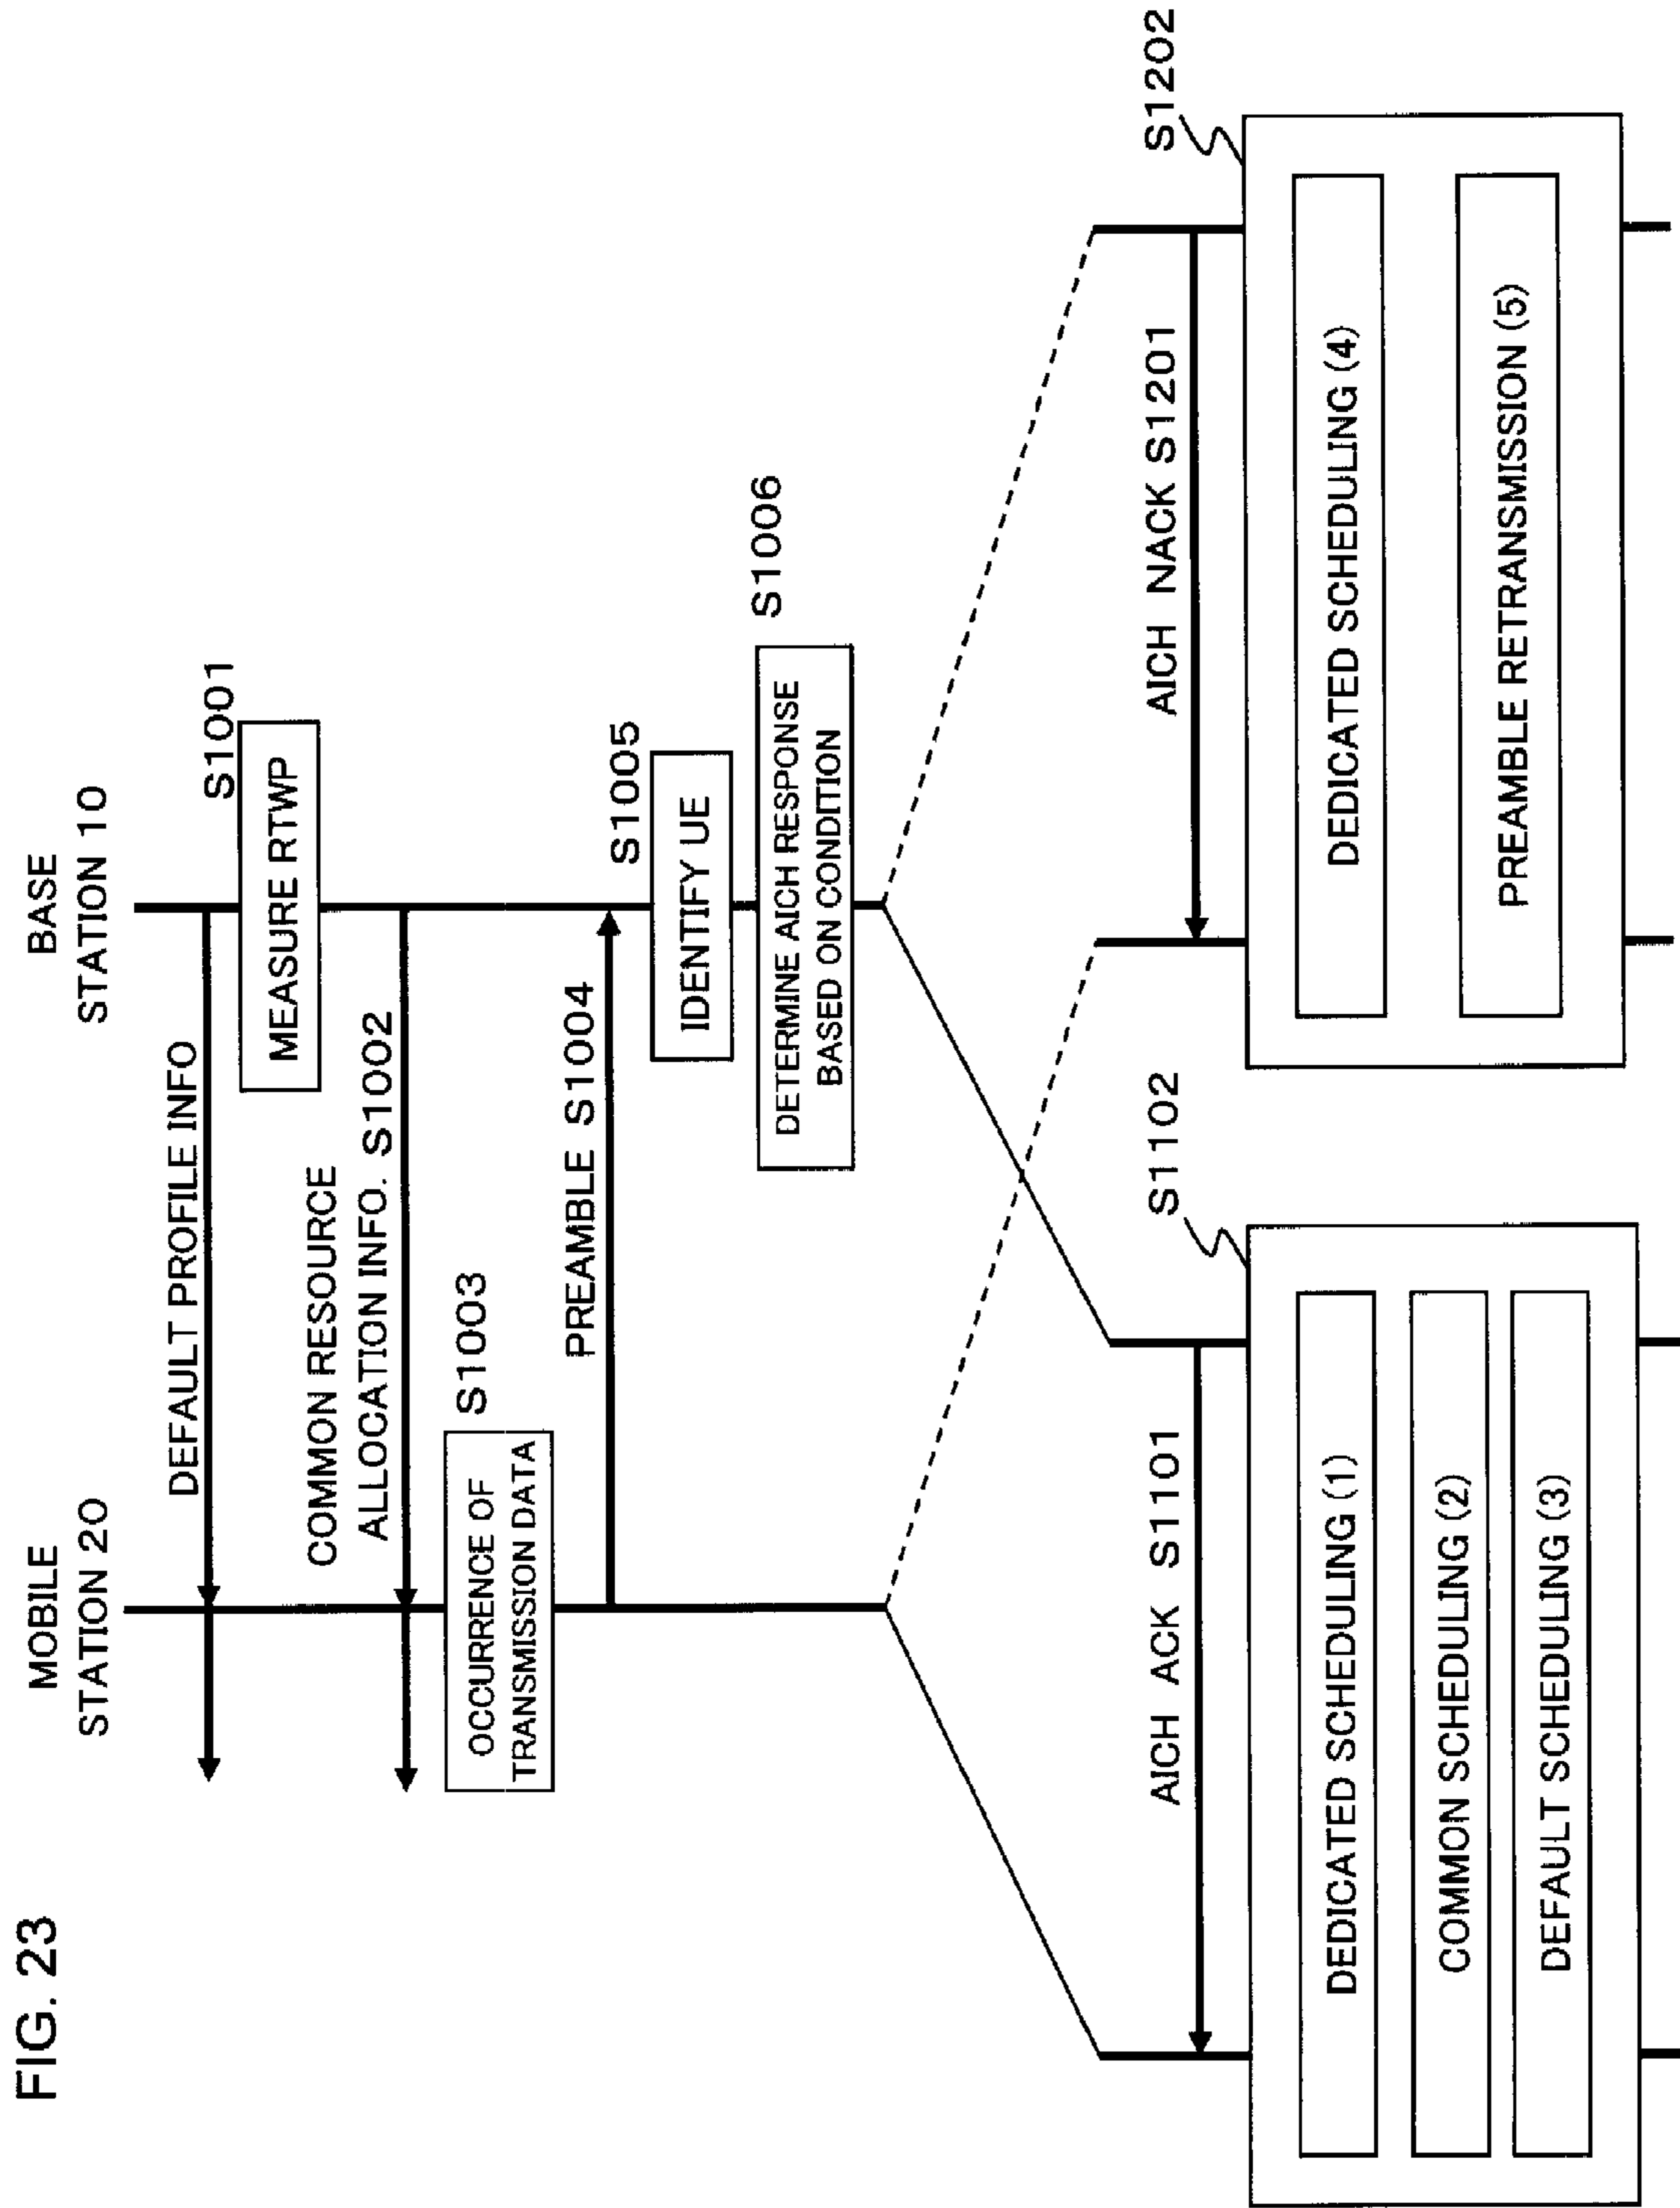 FIG. 23
MOBILE
STATION 20
BASE
STATION 10
DEFAULT PROFILE INFO
S1001
MEASURE RTWP
COMMON RESOURCE
ALLOCATION INFO. S1002
S1003
OCCURRENCE OF
TRANSMISSION DATA
PREAMBLE S1004
S1005
IDENTIFY UE
S1006
DETERMINE AICH RESPONSE
BASED ON CONDITION
AICH ACK S1101
S1102
DEDICATED SCHEDULING (1)
COMMON SCHEDULING (2)
DEFAULT SCHEDULING (3)
AICH NACK S1201
S1202
DEDICATED SCHEDULING (4)
PREAMBLE RETRANSMISSION (5)